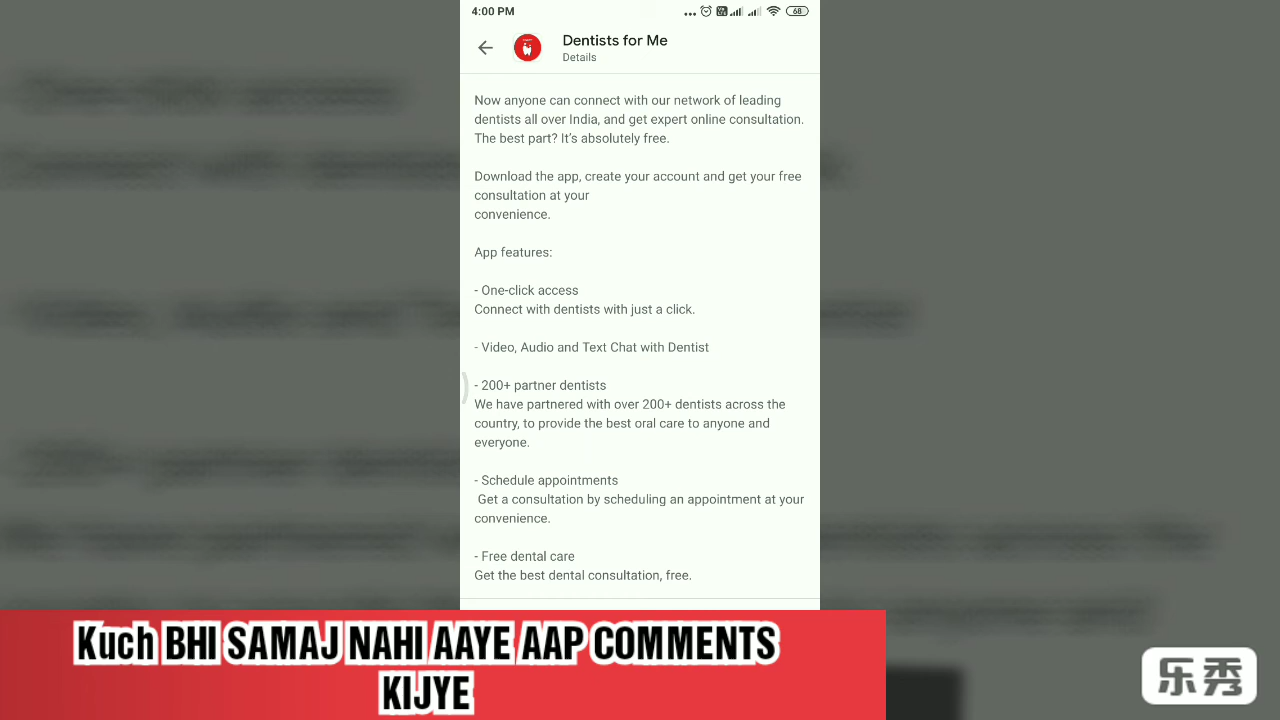 4:00 PM
68
Dentists for Me
Details
Now anyone can connect with our network of leading
dentists all over India, and get expert online consultation.
The best part? It's absolutely free.
Download the app, create your account and get your free
consultation at your
convenience.
App features:
- One-click access
Connect with dentists with just a click.
- Video, Audio and Text Chat with Dentist
- 200+ partner dentists
We have partnered with over 200+ dentists across the
country, to provide the best oral care to anyone and
everyone.
- Schedule appointments
Get a consultation by scheduling an appointment at your
convenience.
- Free dental care
Get the best dental consultation, free.
Kuch BHI SAMAJ NAHI AAYE AAP COMMENTS
KIJYE
乐秀